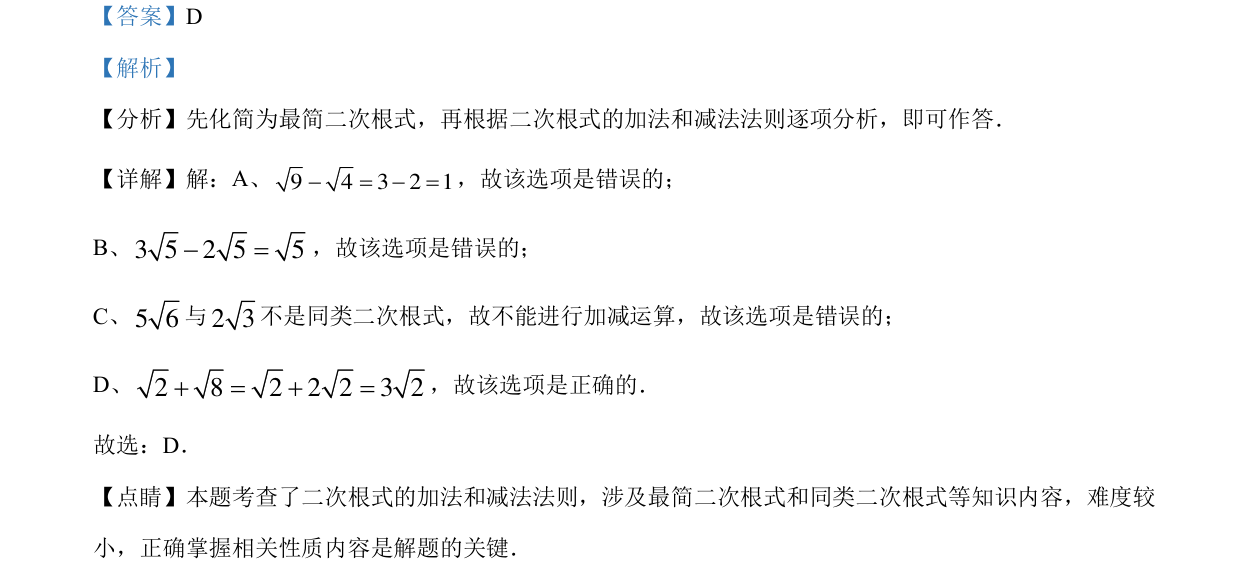 【答案】D
【解析】
【分析】先化简为最简二次根式，再根据二次根式的加法和减法法则逐项分析，即可作答．
【详解】解：A、√9－√4＝3－2＝1，故该选项是错误的；
B、3√5－2√5＝√5，故该选项是错误的；
C、5√6与2√3不是同类二次根式，故不能进行加减运算，故该选项是错误的；
D、√2＋√8＝√2＋2√2＝3√2，故该选项是正确的．
故选：D．
【点睛】本题考查了二次根式的加法和减法法则，涉及最简二次根式和同类二次根式等知识内容，难度较
小，正确掌握相关性质内容是解题的关键．